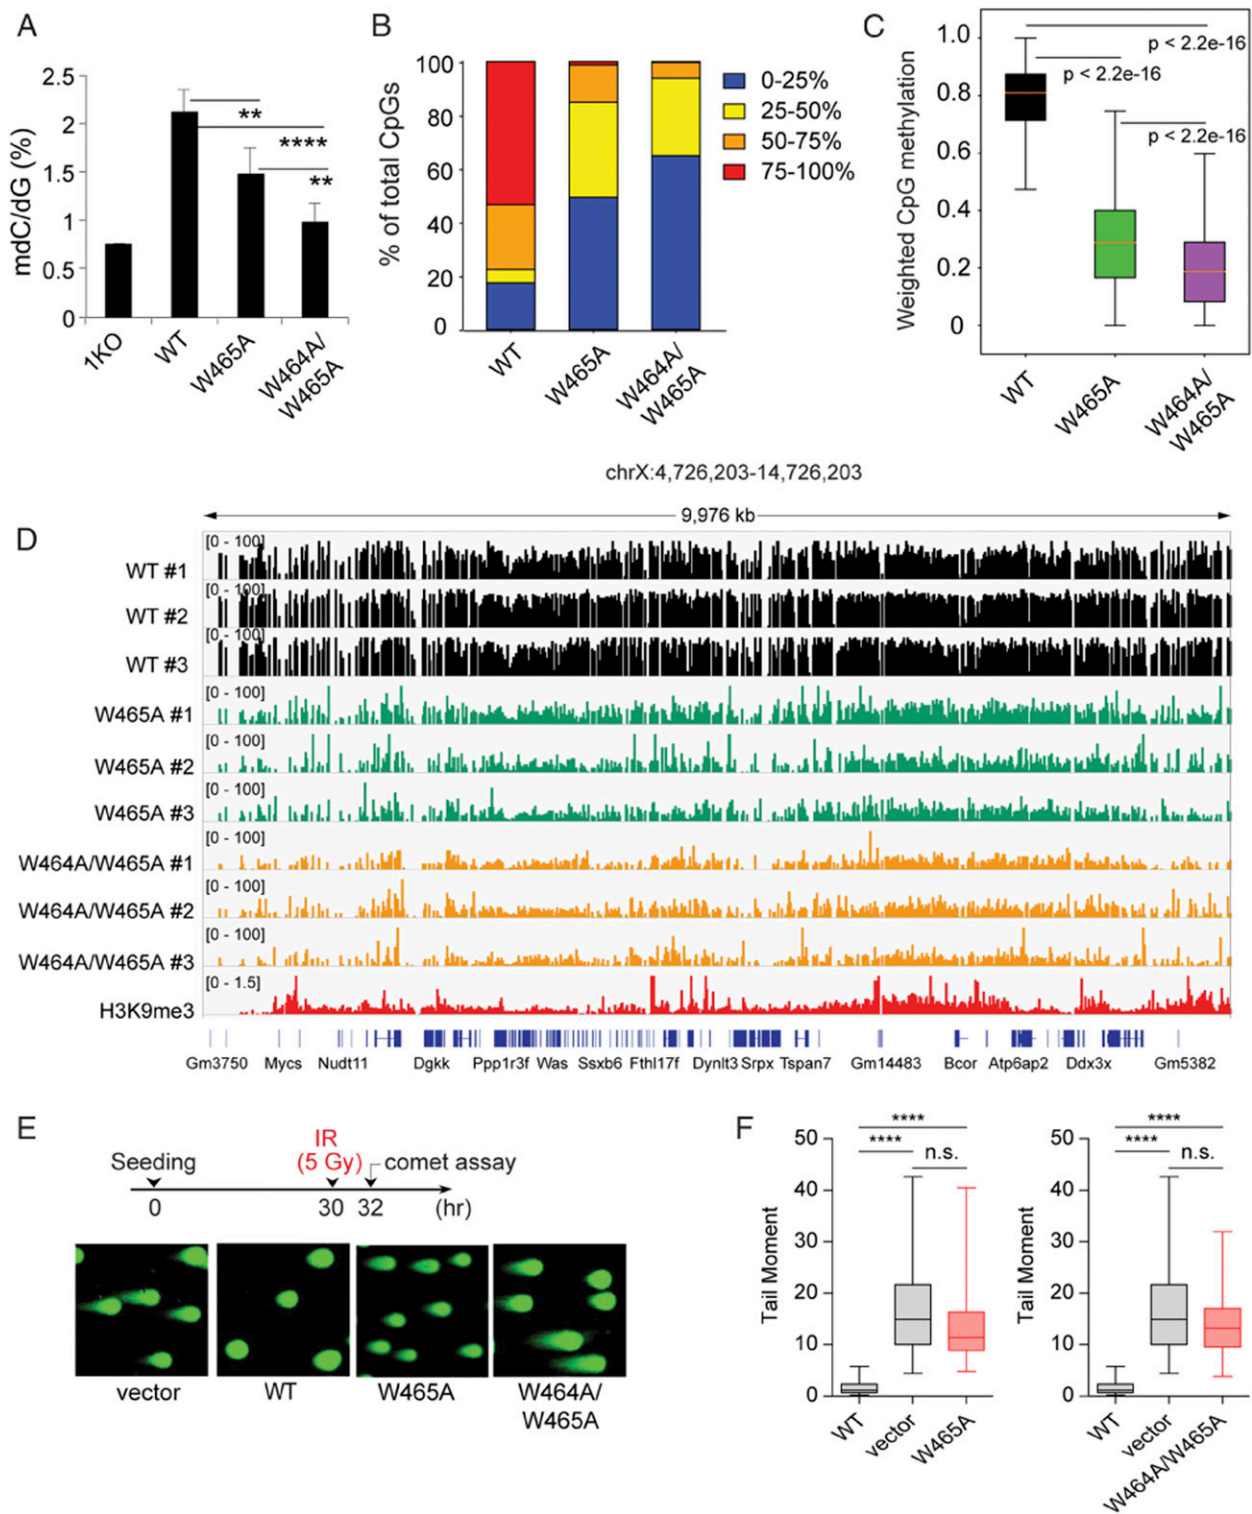 A
mdC/dG (%)
2.5
2
1.5
1
0.5
0
**
****
**
1KO
WT
W465A
W464A/
W465A
B
% of total CpGs
100
80
60
40
20
0
0-25%
25-50%
50-75%
75-100%
WT
W465A
W464A/
W465A
C
Weighted CpG methylation
1.0
0.8
0.6
0.4
0.2
0
p < 2.2e-16
p < 2.2e-16
p < 2.2e-16
WT
W465A
W464A/
W465A
chrX:4,726,203-14,726,203
9,976 kb
D
WT #1 [0 - 100]
WT #2 [0 - 100]
WT #3 [0 - 100]
W465A #1 [0 - 100]
W465A #2 [0 - 100]
W465A #3 [0 - 100]
W464A/W465A #1 [0 - 100]
W464A/W465A #2 [0 - 100]
W464A/W465A #3 [0 - 100]
H3K9me3 [0 - 1.5]
Gm3750 Mycs Nudt11 Dgkk Ppp1r3f Was Ssxb6 Fthl17f Dynlt3 Srpx Tspan7 Gm14483 Bcor Atp6ap2 Ddx3x Gm5382
E
IR
Seeding (5 Gy) comet assay
0 30 32 (hr)
vector WT W465A W464A/
W465A
F
Tail Moment
50
40
30
20
10
0
****
****
n.s.
WT
vector
W465A
Tail Moment
50
40
30
20
10
0
****
****
n.s.
WT
vector
W464A/W465A